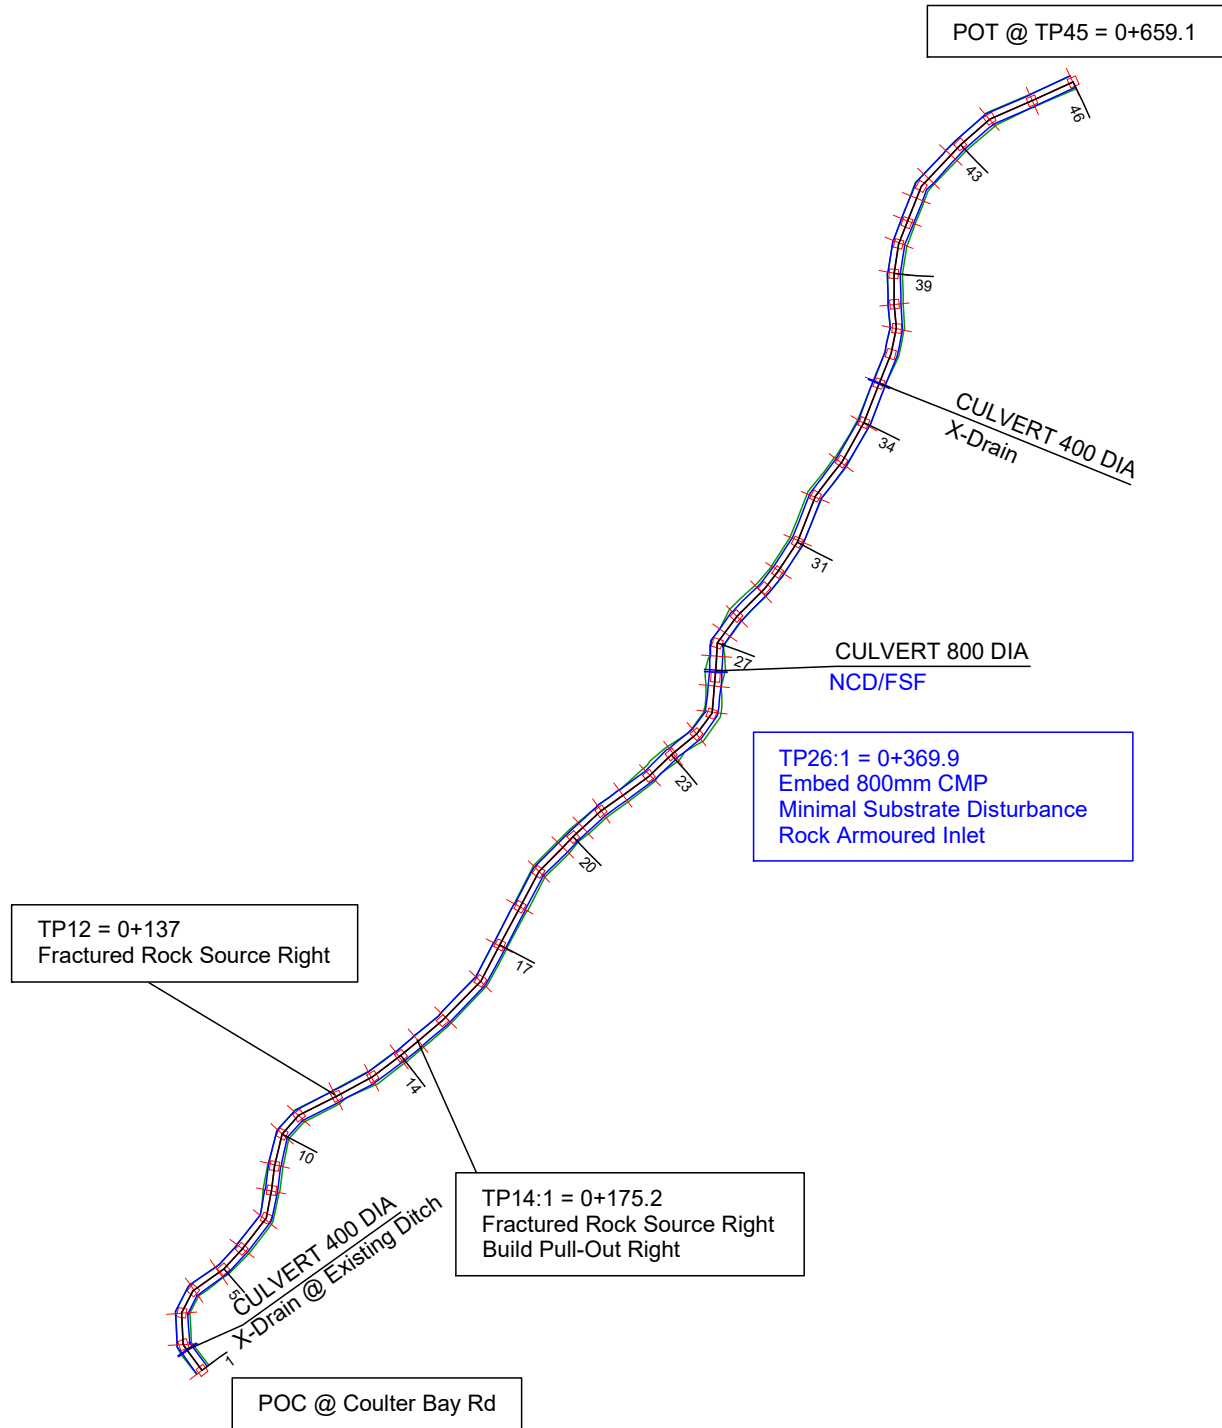 POT @ TP45 = 0+659.1
46
43
39
CULVERT 400 DIA
X-Drain
34
31
27
CULVERT 800 DIA
NCD/FSF
TP26:1 = 0+369.9
Embed 800mm CMP
Minimal Substrate Disturbance
Rock Armoured Inlet
23
20
TP12 = 0+137
Fractured Rock Source Right
17
14
10
TP14:1 = 0+175.2
Fractured Rock Source Right
Build Pull-Out Right
5
CULVERT 400 DIA
X-Drain @ Existing Ditch
1
POC @ Coulter Bay Rd